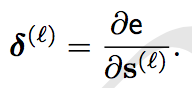 𝜹^(ℓ) = ∂e / ∂s^(ℓ).